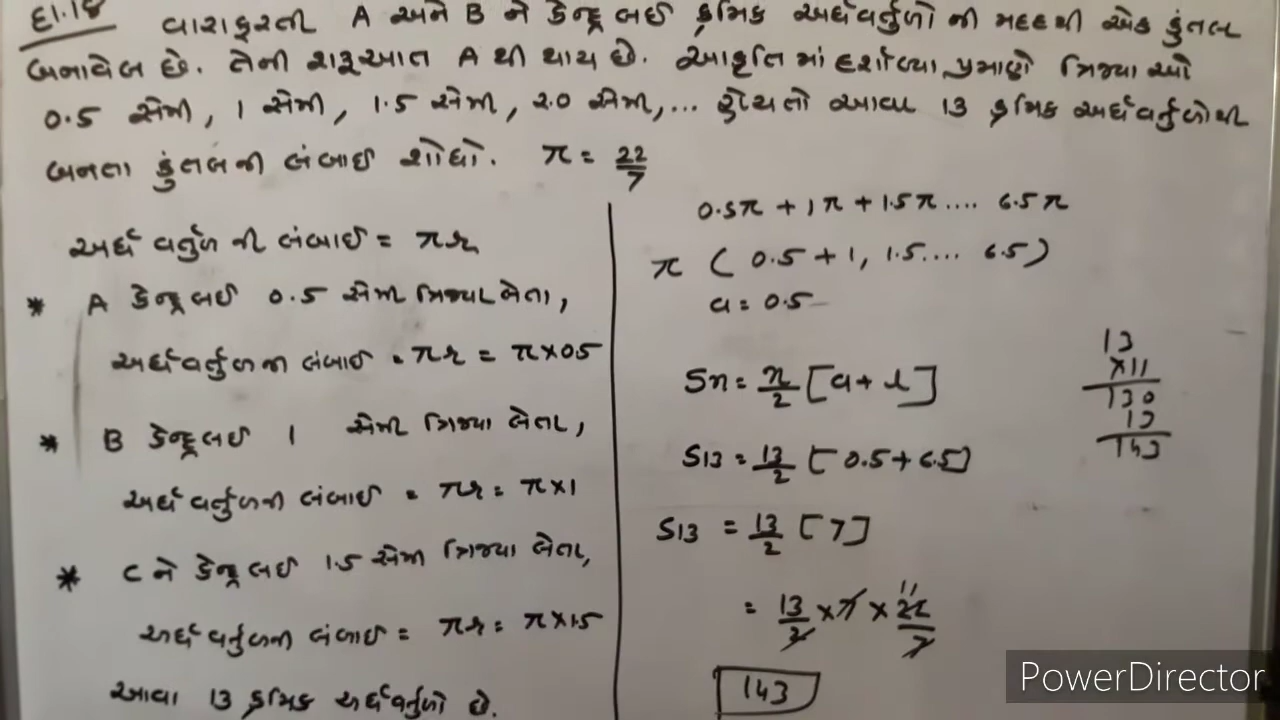 દા.18 વારાફરતી A અને B ને કેન્દ્ર લઈ ક્રમિક અર્ધવર્તુળો ની મદદથી એક કુંતલ
બનાવેલ છે. તેની શરૂઆત A થી થાય છે. આકૃતિ માં દર્શાવ્યા પ્રમાણે ત્રિજ્યા ઓ
0.5 સેમી, 1 સેમી, 1.5 સેમી, 2.0 સેમી,... હોય તો આવા 13 ક્રમિક અર્ધવર્તુળોથી
બનતા કુંતલની લંબાઈ શોધો. π = 22/7
અર્ધ વર્તુળ ની લંબાઈ = πr
* A કેન્દ્ર લઈ 0.5 સેમી ત્રિજ્યા લેતા,
અર્ધવર્તુળની લંબાઈ = πr = π×05
* B કેન્દ્ર લઈ 1 સેમી ત્રિજ્યા લેતા,
અર્ધવર્તુળની લંબાઈ = πr = π×1
* C ને કેન્દ્ર લઈ 1.5 સેમી ત્રિજ્યા લેતા,
અર્ધવર્તુળની લંબાઈ = πr = π×1.5
આવા 13 ક્રમિક અર્ધવર્તુળો છે.
0.5π + 1π + 1.5π .... 6.5π
π ( 0.5 + 1, 1.5.... 6.5)
a = 0.5
Sn = n/2 [a + l]
S13 = 13/2 [0.5+6.5]
S13 = 13/2 [7]
= 13/2 × 7 × 22/7
11
143
13
×11
130
13
143
PowerDirector